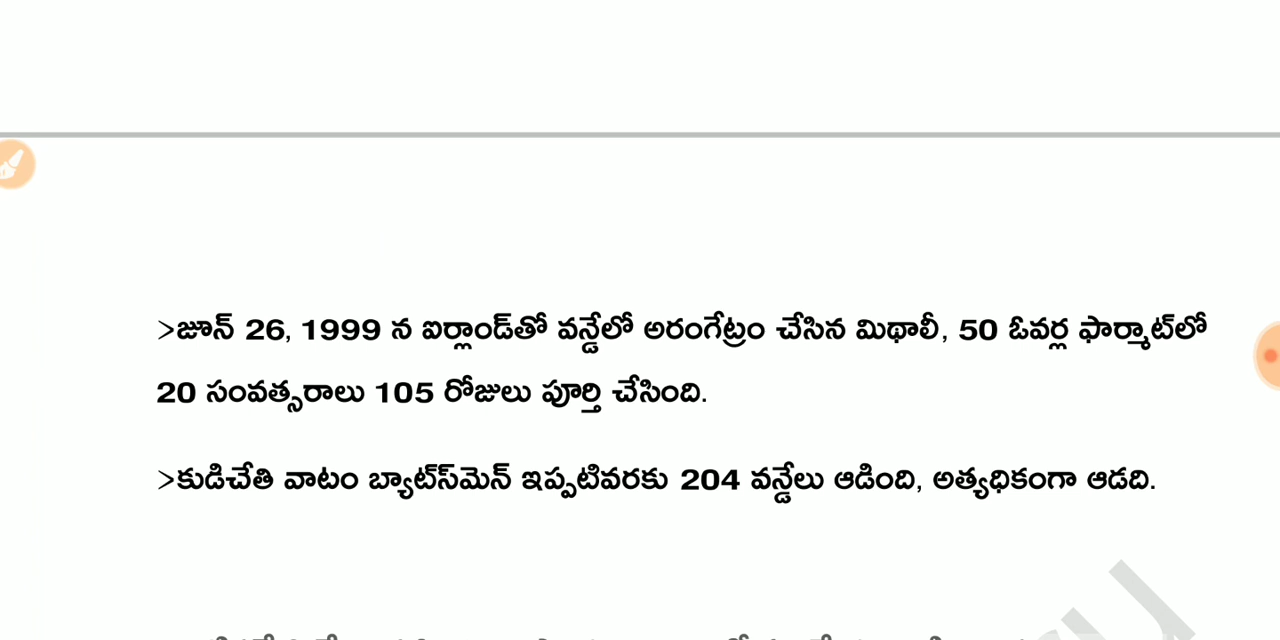 >జూన్ 26, 1999 న ఐర్లాండ్‌తో వన్డేలో అరంగేట్రం చేసిన మిథాలీ, 50 ఓవర్ల ఫార్మాట్‌లో
20 సంవత్సరాలు 105 రోజులు పూర్తి చేసింది.
>కుడిచేతి వాటం బ్యాట్స్‌మెన్ ఇప్పటివరకు 204 వన్డేలు ఆడింది, అత్యధికంగా ఆడది.